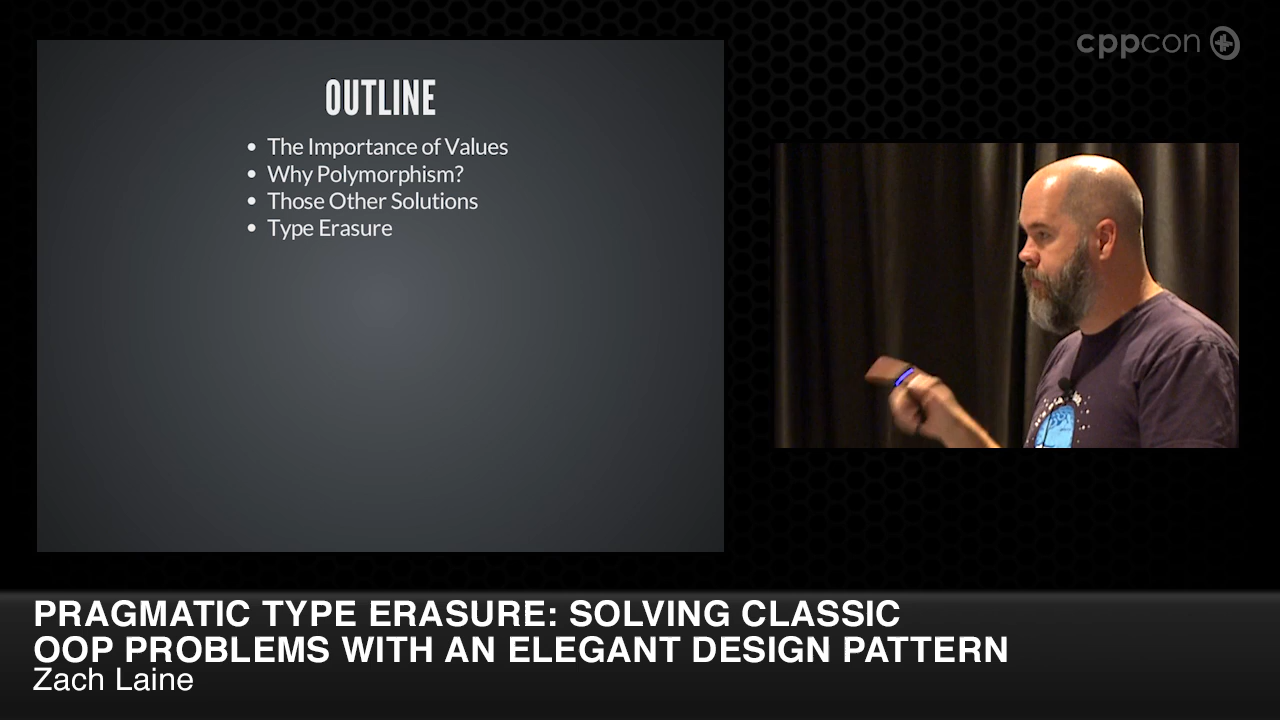 cppcon
OUTLINE
• The Importance of Values
• Why Polymorphism?
• Those Other Solutions
• Type Erasure
PRAGMATIC TYPE ERASURE: SOLVING CLASSIC
OOP PROBLEMS WITH AN ELEGANT DESIGN PATTERN
Zach Laine